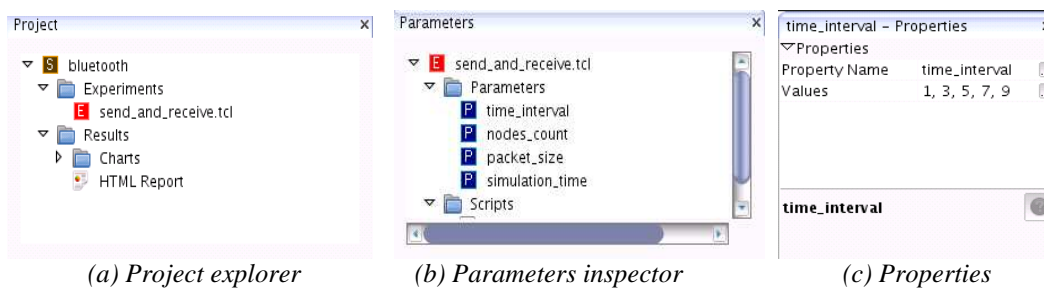 Project x
S bluetooth
Experiments
E send_and_receive.tcl
Results
Charts
HTML Report
(a) Project explorer
Parameters x
E send_and_receive.tcl
Parameters
P time_interval
P nodes_count
P packet_size
P simulation_time
Scripts
(b) Parameters inspector
time_interval – Properties
Properties
Property Name time_interval
Values 1, 3, 5, 7, 9
time_interval
(c) Properties